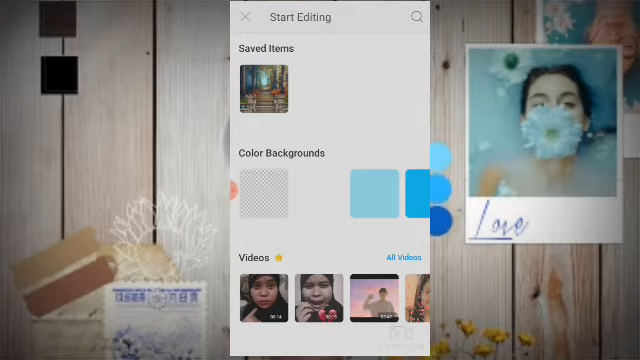 Start Editing
Saved Items
Color Backgrounds
Videos
All Videos
00:14
Love